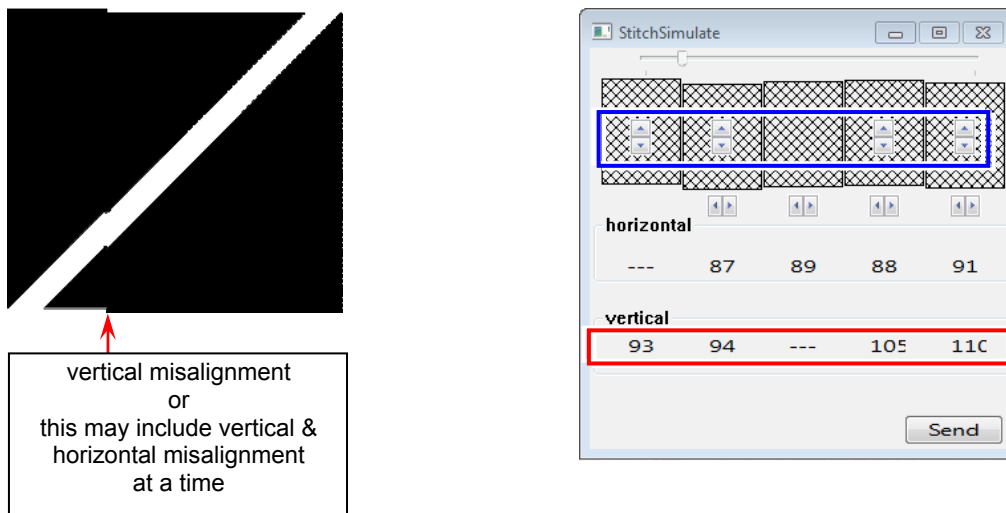 StitchSimulate
horizontal
--- 87 89 88 91
vertical
93 94 --- 105 110
Send
vertical misalignment
or
this may include vertical &
horizontal misalignment
at a time